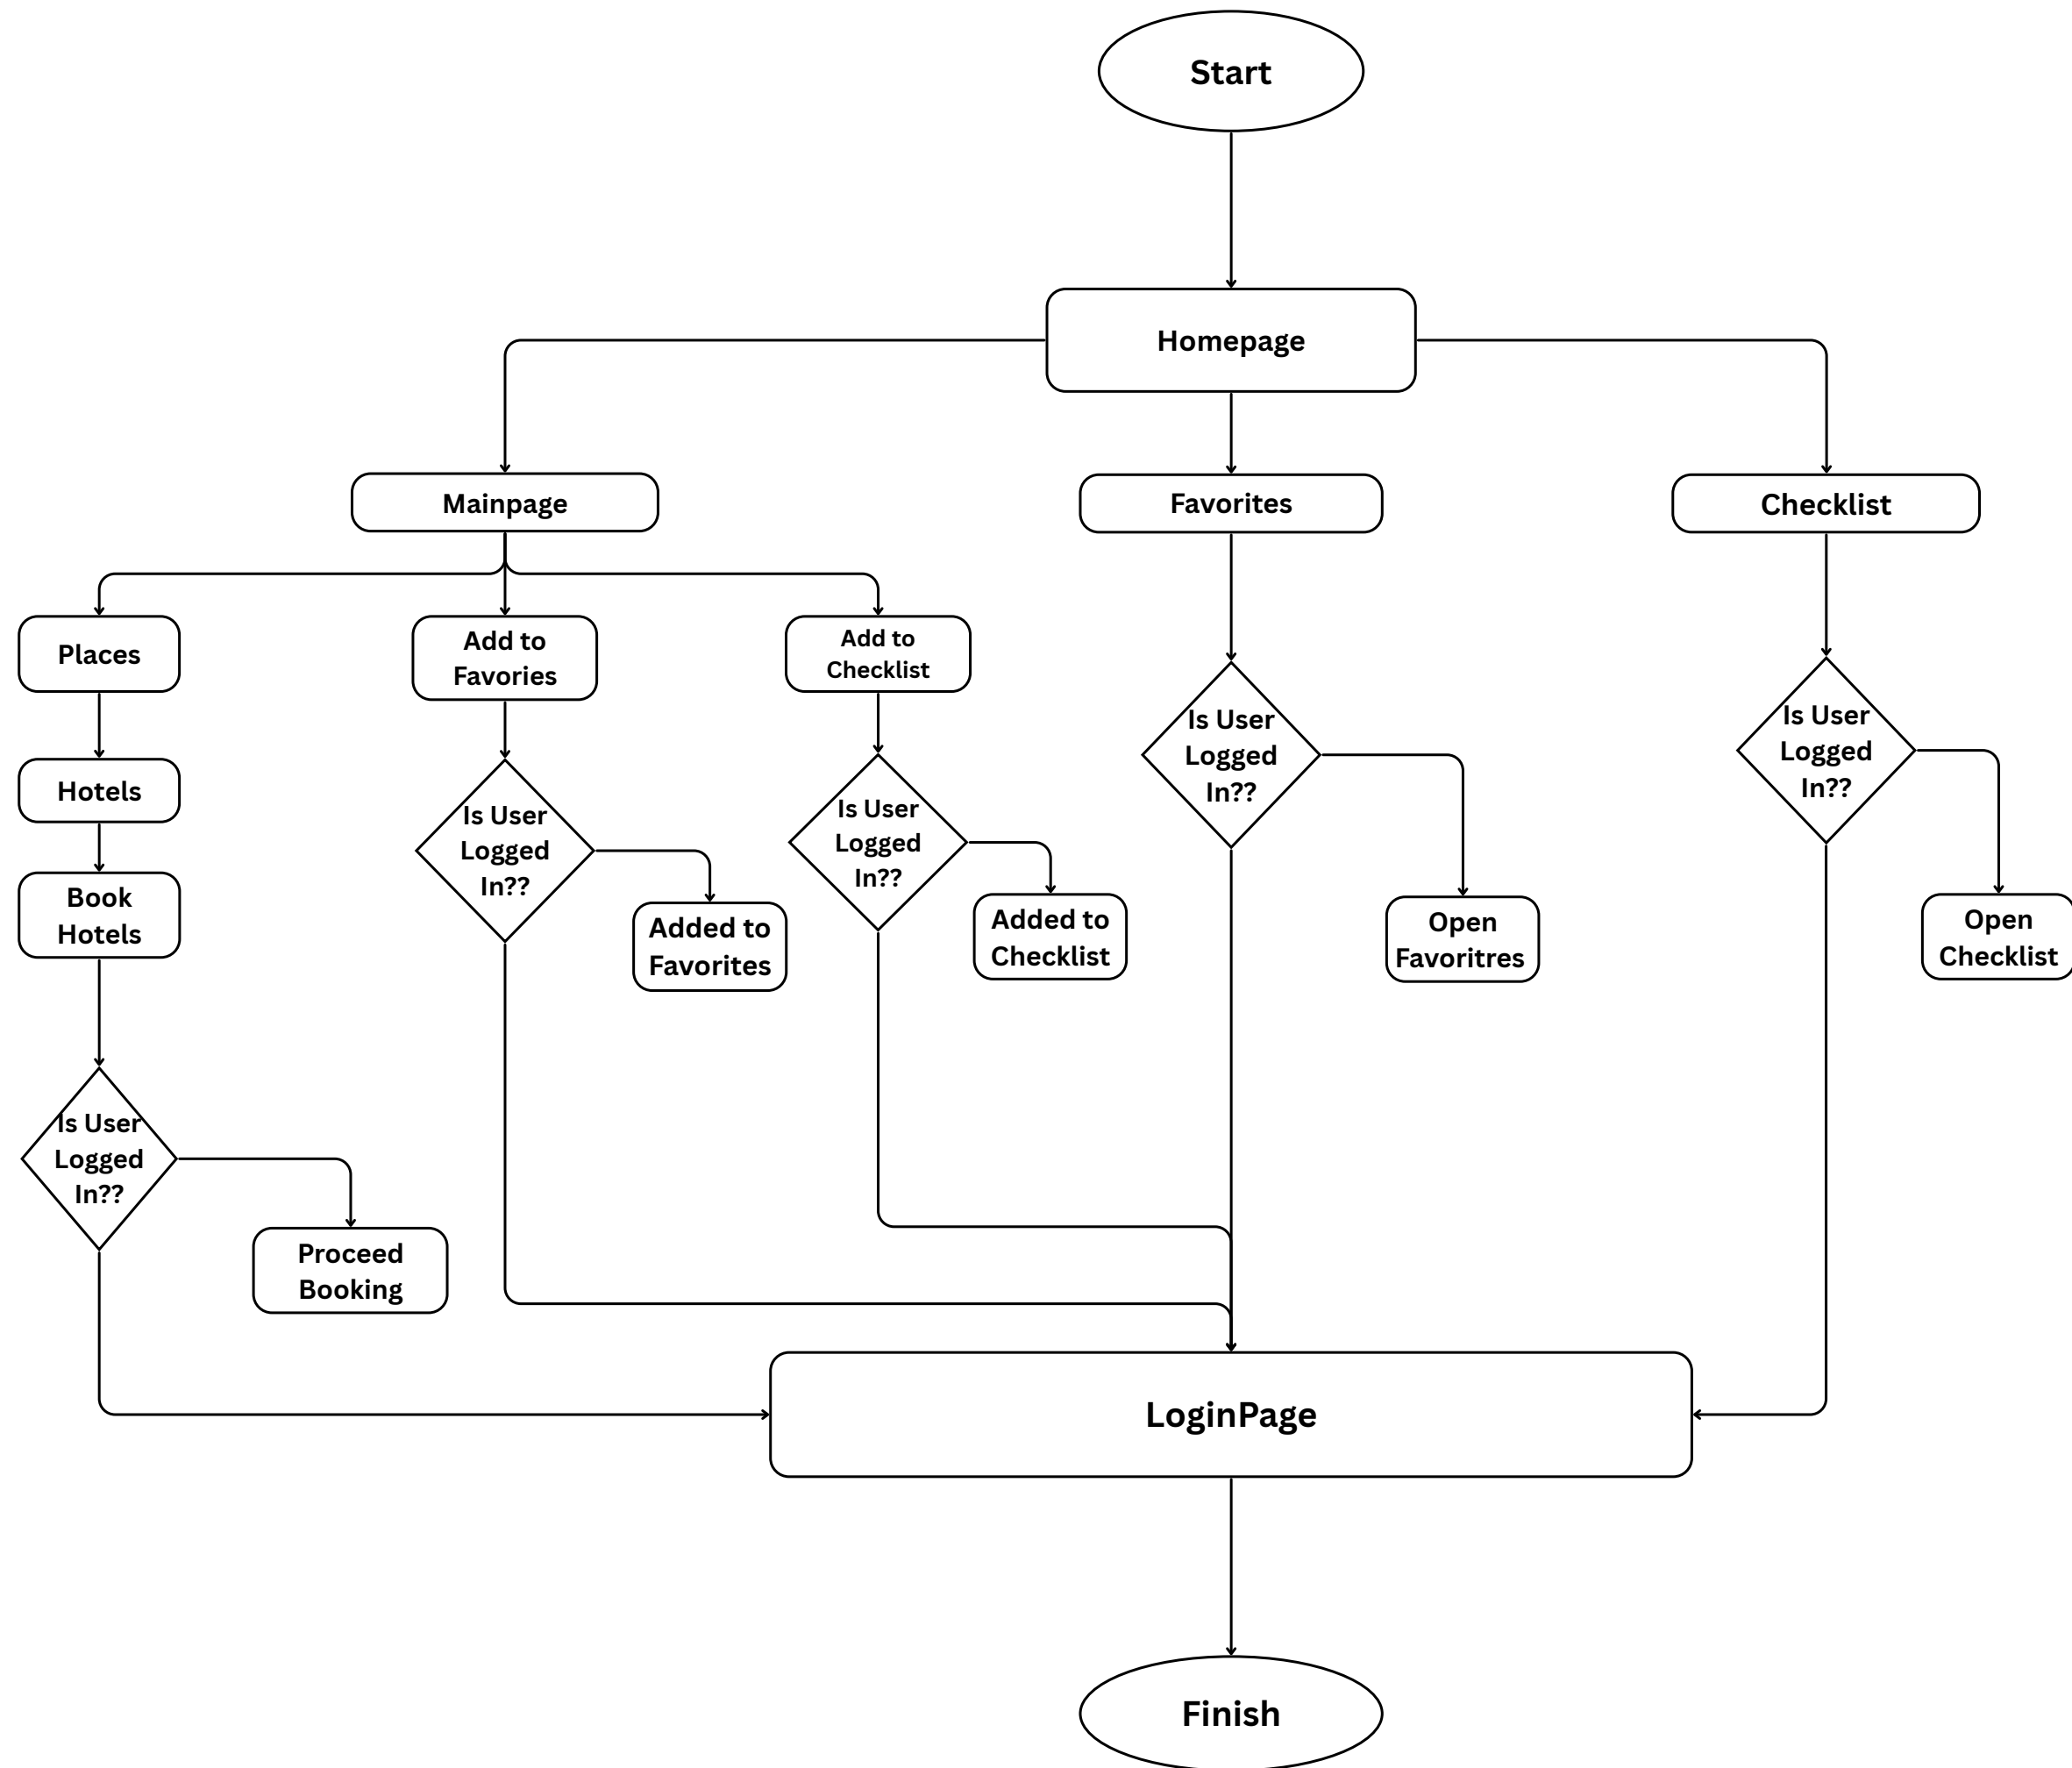 Start
Homepage
Mainpage
Favorites
Checklist
Places
Add to
Favories
Add to
Checklist
Is User
Logged
In??
Is User
Logged
In??
Hotels
Is User
Logged
In??
Is User
Logged
In??
Book
Hotels
Added to
Favorites
Added to
Checklist
Open
Favoritres
Open
Checklist
Is User
Logged
In??
Proceed
Booking
LoginPage
Finish